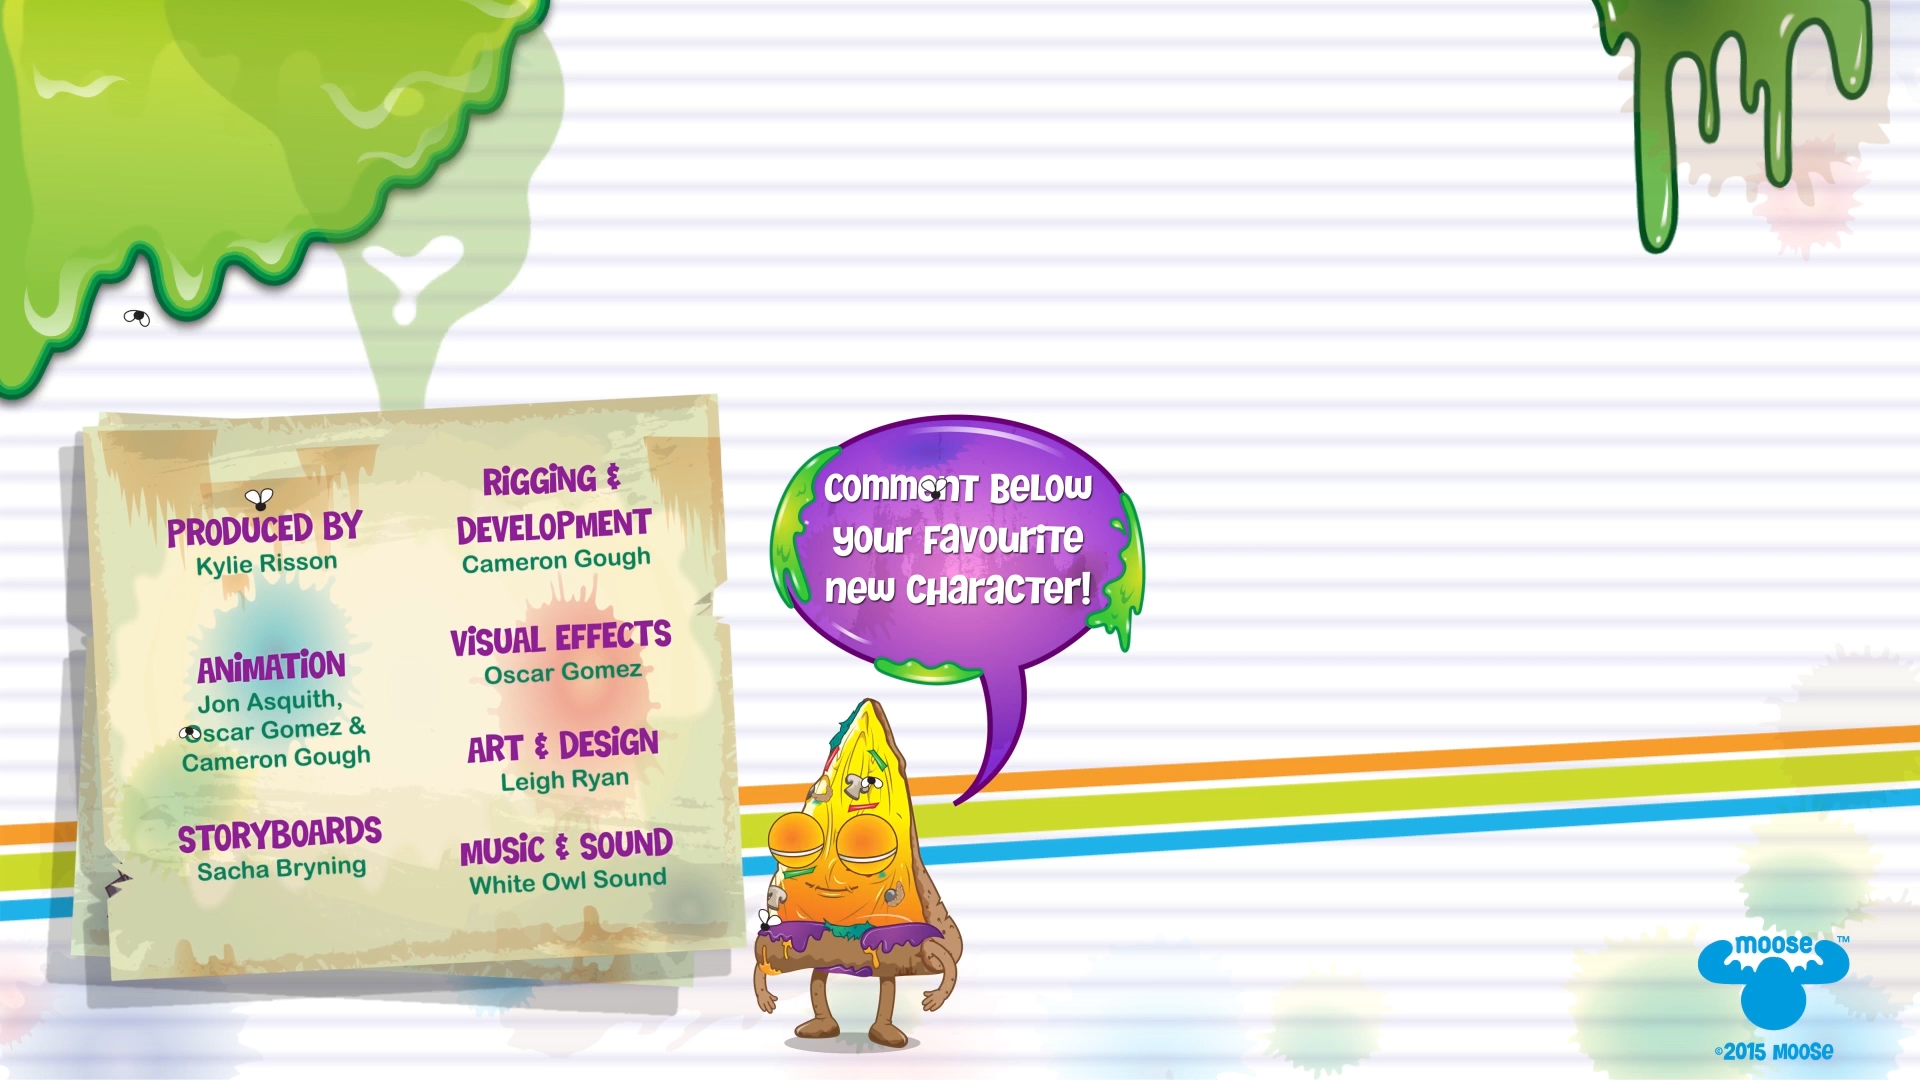 PRODUCED BY
Kylie Risson
ANiMATiON
Jon Asquith,
Oscar Gomez &
Cameron Gough
STORYBOARDS
Sacha Bryning
RiGGiNG &
DEVELOPMENT
Cameron Gough
ViSUAL EFFECTS
Oscar Gomez
ART & DESiGN
Leigh Ryan
MUSiC & SOUND
White Owl Sound
Comment Below
your Favourite
new Character!
moose™
©2015 MOOSE